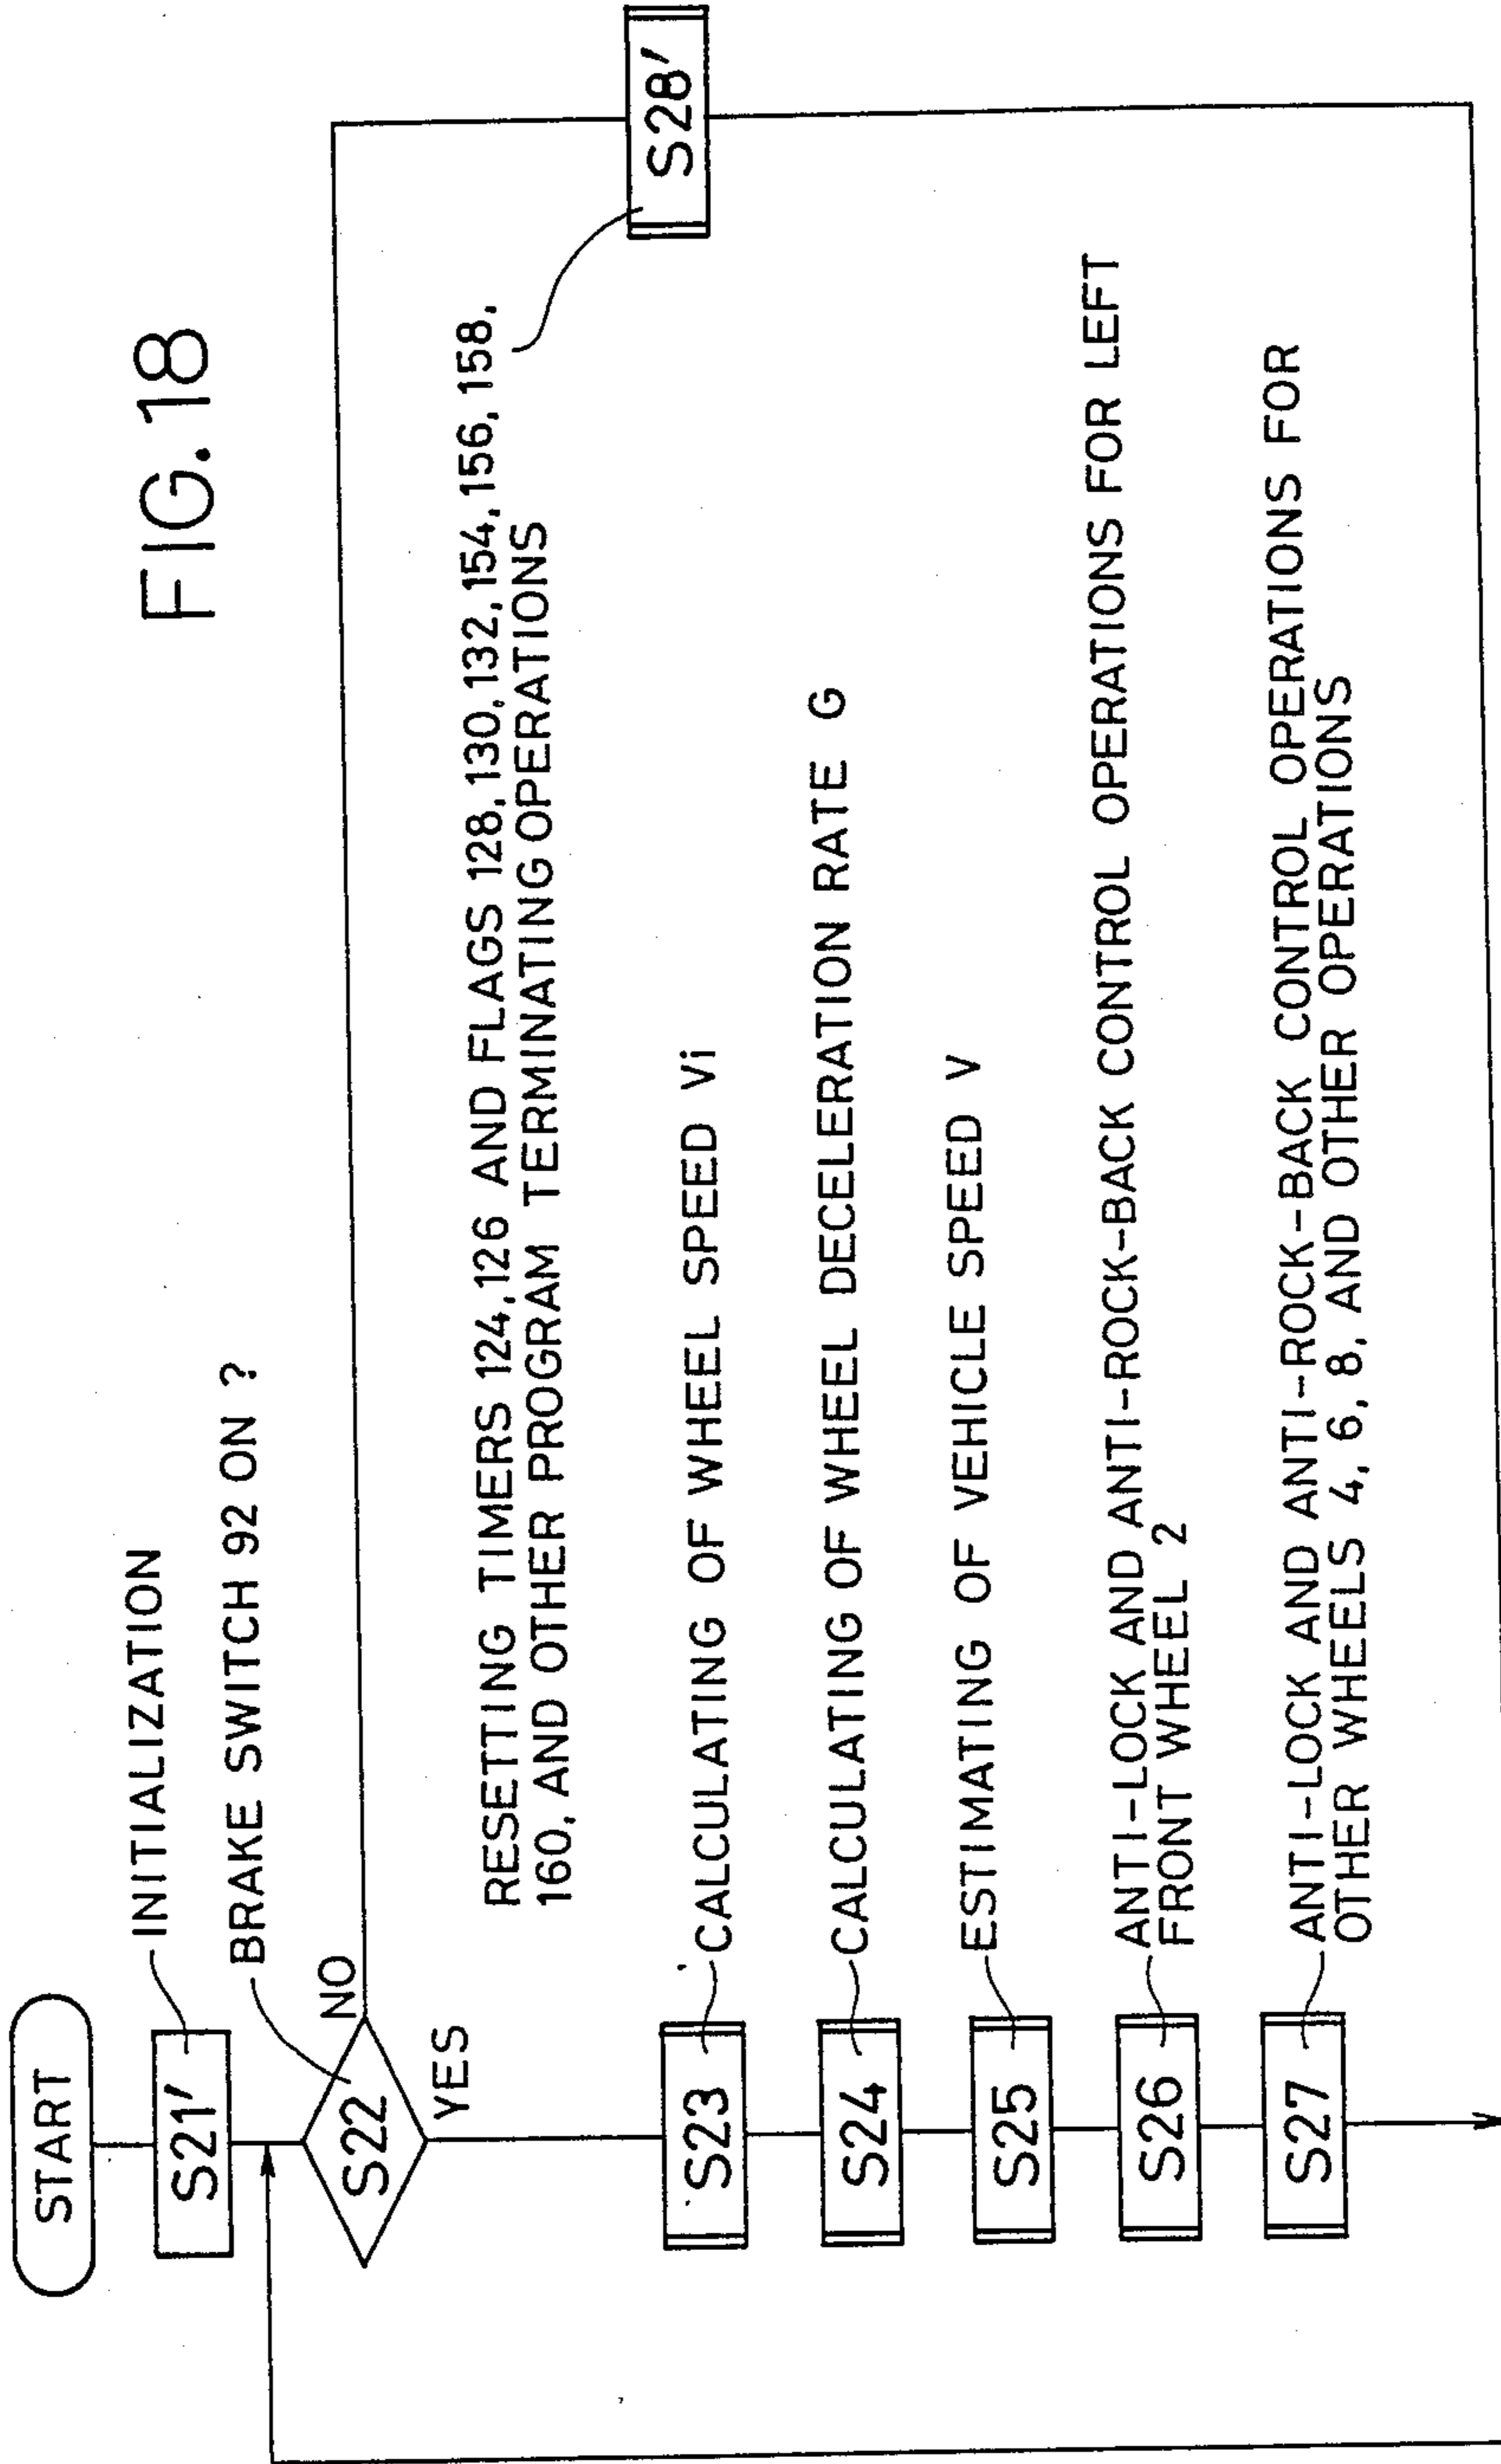 FIG. 18
START
S21′
INITIALIZATION
BRAKE SWITCH 92 ON ?
S22
NO
YES
RESETTING TIMERS 124, 126 AND FLAGS 128, 130, 132, 154, 156, 158,
160, AND OTHER PROGRAM TERMINATING OPERATIONS
S28′
S23
CALCULATING OF WHEEL SPEED Vi
S24
CALCULATING OF WHEEL DECELERATION RATE G
S25
ESTIMATING OF VEHICLE SPEED V
S26
ANTI-LOCK AND ANTI-ROCK-BACK CONTROL OPERATIONS FOR LEFT
FRONT WHEEL 2
S27
ANTI-LOCK AND ANTI-ROCK-BACK CONTROL OPERATIONS FOR
OTHER WHEELS 4, 6, 8, AND OTHER OPERATIONS